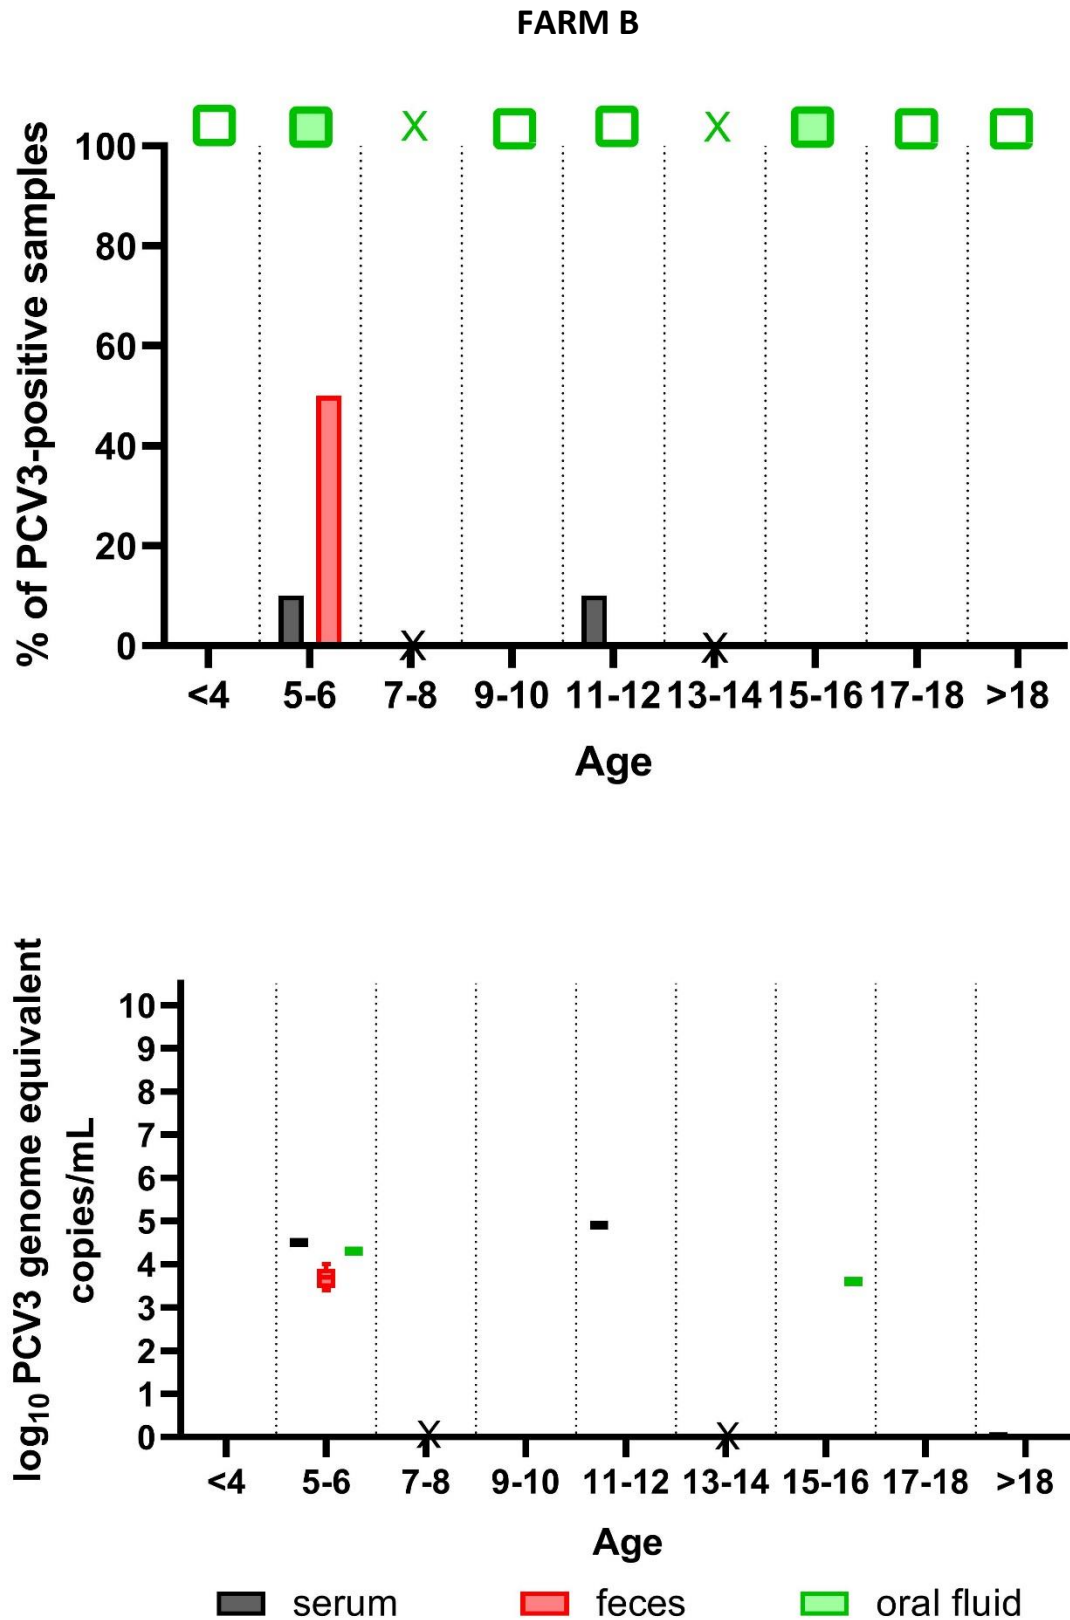 FARM B
X X
% of PCV3-positive samples
100
80
60
40
20
0
X X
<4 5-6 7-8 9-10 11-12 13-14 15-16 17-18 >18
Age
log₁₀ PCV3 genome equivalent
copies/mL
10
9
8
7
6
5
4
3
2
1
0
X X
<4 5-6 7-8 9-10 11-12 13-14 15-16 17-18 >18
Age
serum feces oral fluid